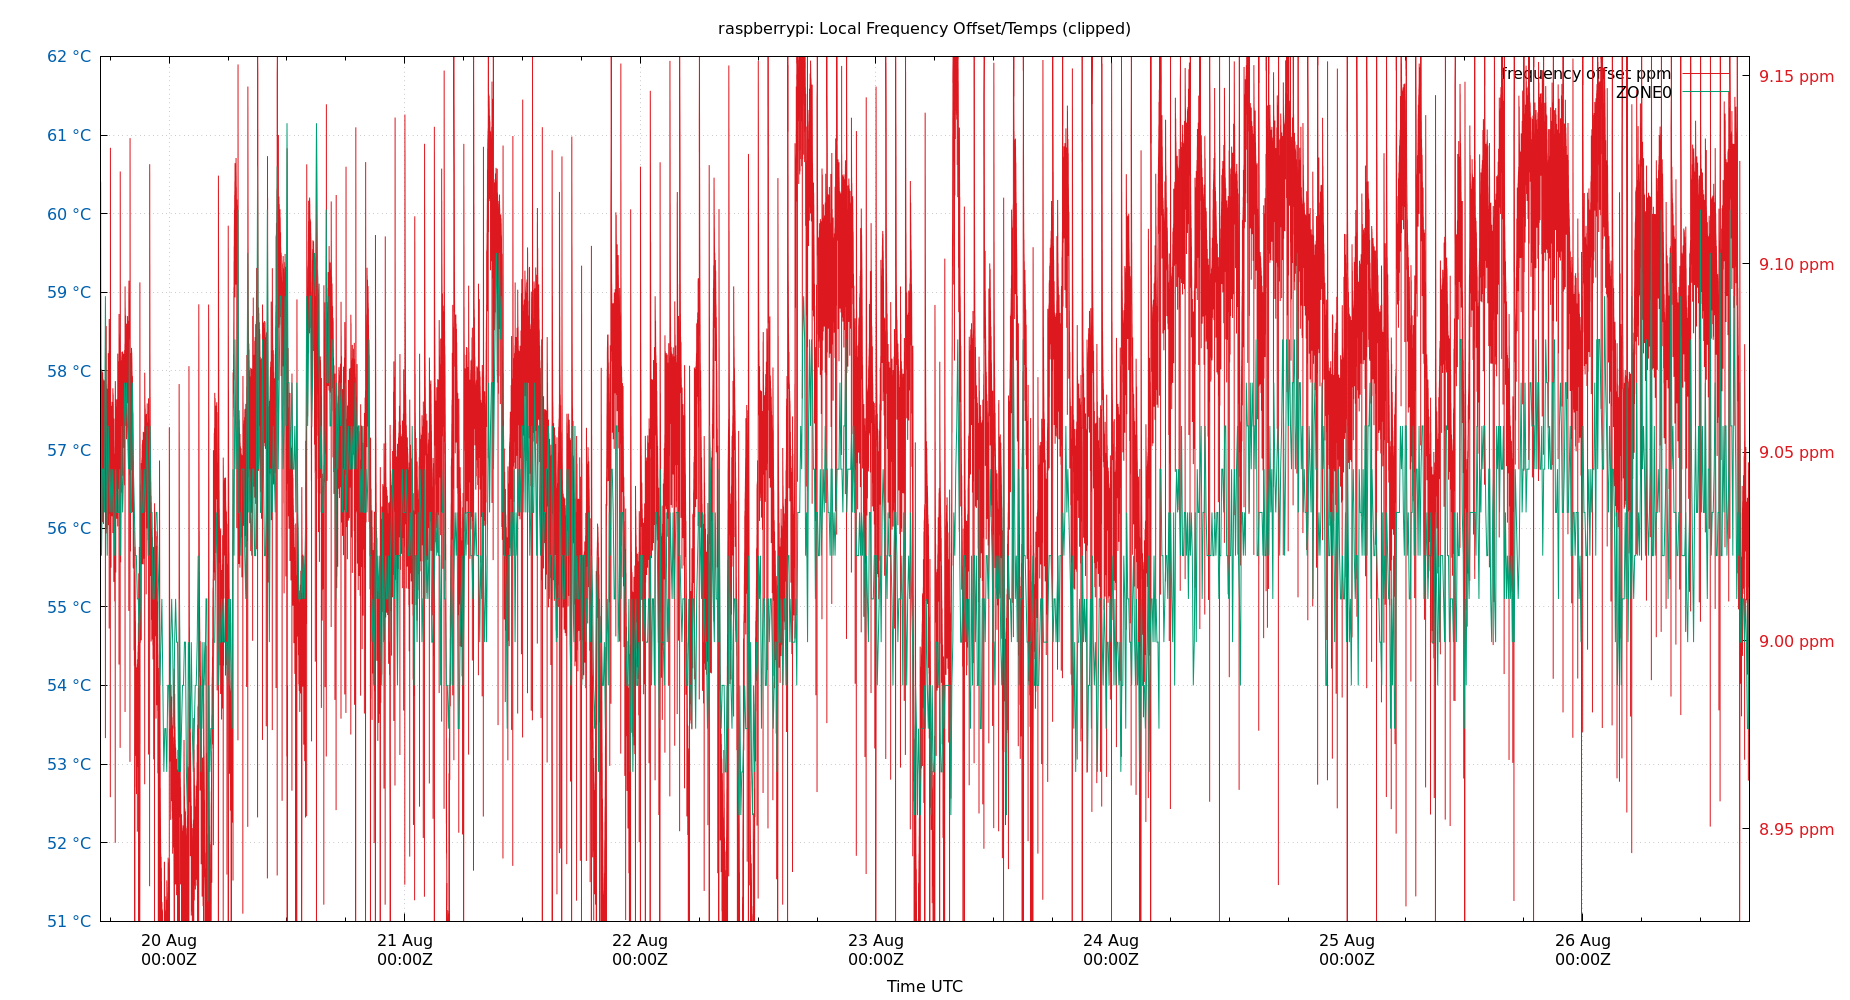 raspberrypi: Local Frequency Offset/Temps (clipped)
62 °C
61 °C
60 °C
59 °C
58 °C
57 °C
56 °C
55 °C
54 °C
53 °C
52 °C
51 °C
frequency offset ppm
ZONE0
9.15 ppm
9.10 ppm
9.05 ppm
9.00 ppm
8.95 ppm
20 Aug
00:00Z
21 Aug
00:00Z
22 Aug
00:00Z
23 Aug
00:00Z
24 Aug
00:00Z
25 Aug
00:00Z
26 Aug
00:00Z
Time UTC